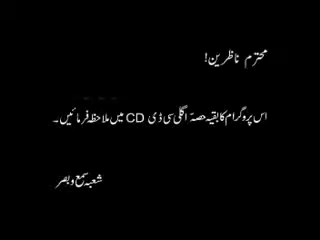 محترم ناظرین!
اس پروگرام کا بقیہ حصہّ اگلی سی ڈی CD میں ملاحظہ فرمائیں۔
شعبہ سمع و بصر